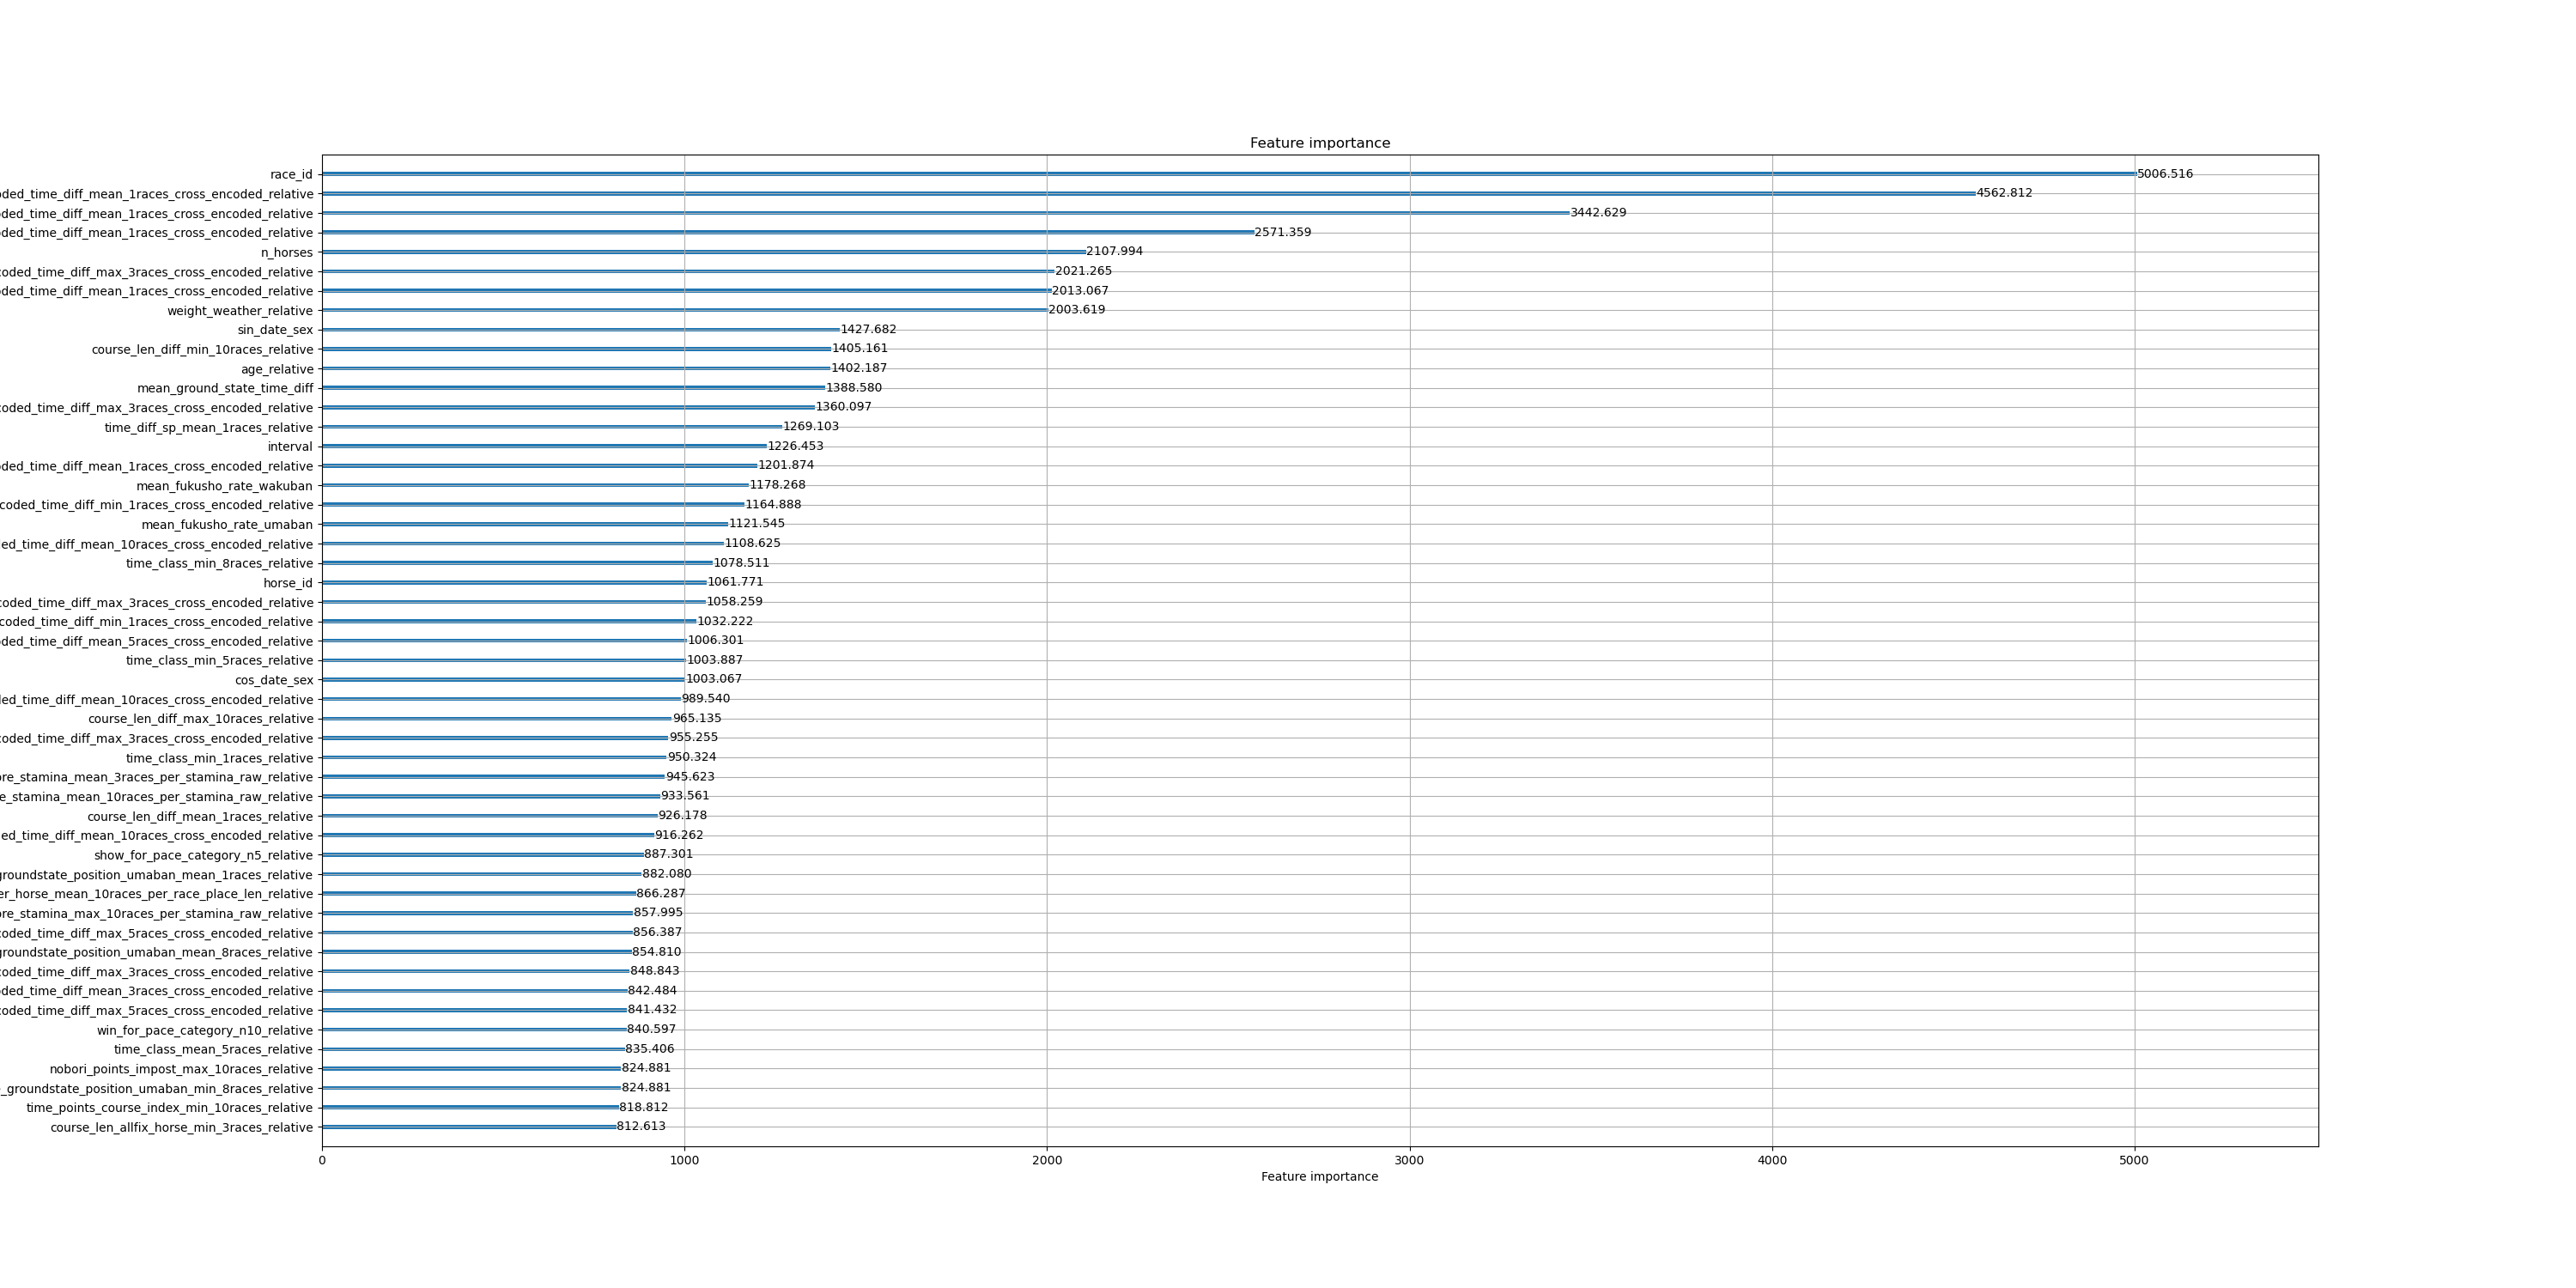 Feature importance
race_id 5006.516
ded_time_diff_mean_1races_cross_encoded_relative 4562.812
ded_time_diff_mean_1races_cross_encoded_relative 3442.629
ded_time_diff_mean_1races_cross_encoded_relative 2571.359
n_horses 2107.994
coded_time_diff_max_3races_cross_encoded_relative 2021.265
ded_time_diff_mean_1races_cross_encoded_relative 2013.067
weight_weather_relative 2003.619
sin_date_sex 1427.682
course_len_diff_min_10races_relative 1405.161
age_relative 1402.187
mean_ground_state_time_diff 1388.580
coded_time_diff_max_3races_cross_encoded_relative 1360.097
time_diff_sp_mean_1races_relative 1269.103
interval 1226.453
ded_time_diff_mean_1races_cross_encoded_relative 1201.874
mean_fukusho_rate_wakuban 1178.268
coded_time_diff_min_1races_cross_encoded_relative 1164.888
mean_fukusho_rate_umaban 1121.545
ed_time_diff_mean_10races_cross_encoded_relative 1108.625
time_class_min_8races_relative 1078.511
horse_id 1061.771
coded_time_diff_max_3races_cross_encoded_relative 1058.259
coded_time_diff_min_1races_cross_encoded_relative 1032.222
ded_time_diff_mean_5races_cross_encoded_relative 1006.301
time_class_min_5races_relative 1003.887
cos_date_sex 1003.067
ed_time_diff_mean_10races_cross_encoded_relative 989.540
course_len_diff_max_10races_relative 965.135
coded_time_diff_max_3races_cross_encoded_relative 955.255
time_class_min_1races_relative 950.324
ore_stamina_mean_3races_per_stamina_raw_relative 945.623
e_stamina_mean_10races_per_stamina_raw_relative 933.561
course_len_diff_mean_1races_relative 926.178
ed_time_diff_mean_10races_cross_encoded_relative 916.262
show_for_pace_category_n5_relative 887.301
groundstate_position_umaban_mean_1races_relative 882.080
er_horse_mean_10races_per_race_place_len_relative 866.287
ore_stamina_max_10races_per_stamina_raw_relative 857.995
coded_time_diff_max_5races_cross_encoded_relative 856.387
groundstate_position_umaban_mean_8races_relative 854.810
coded_time_diff_max_3races_cross_encoded_relative 848.843
ded_time_diff_mean_3races_cross_encoded_relative 842.484
coded_time_diff_max_5races_cross_encoded_relative 841.432
win_for_pace_category_n10_relative 840.597
time_class_mean_5races_relative 835.406
nobori_points_impost_max_10races_relative 824.881
_groundstate_position_umaban_min_8races_relative 824.881
time_points_course_index_min_10races_relative 818.812
course_len_allfix_horse_min_3races_relative 812.613
0 1000 2000 3000 4000 5000
Feature importance